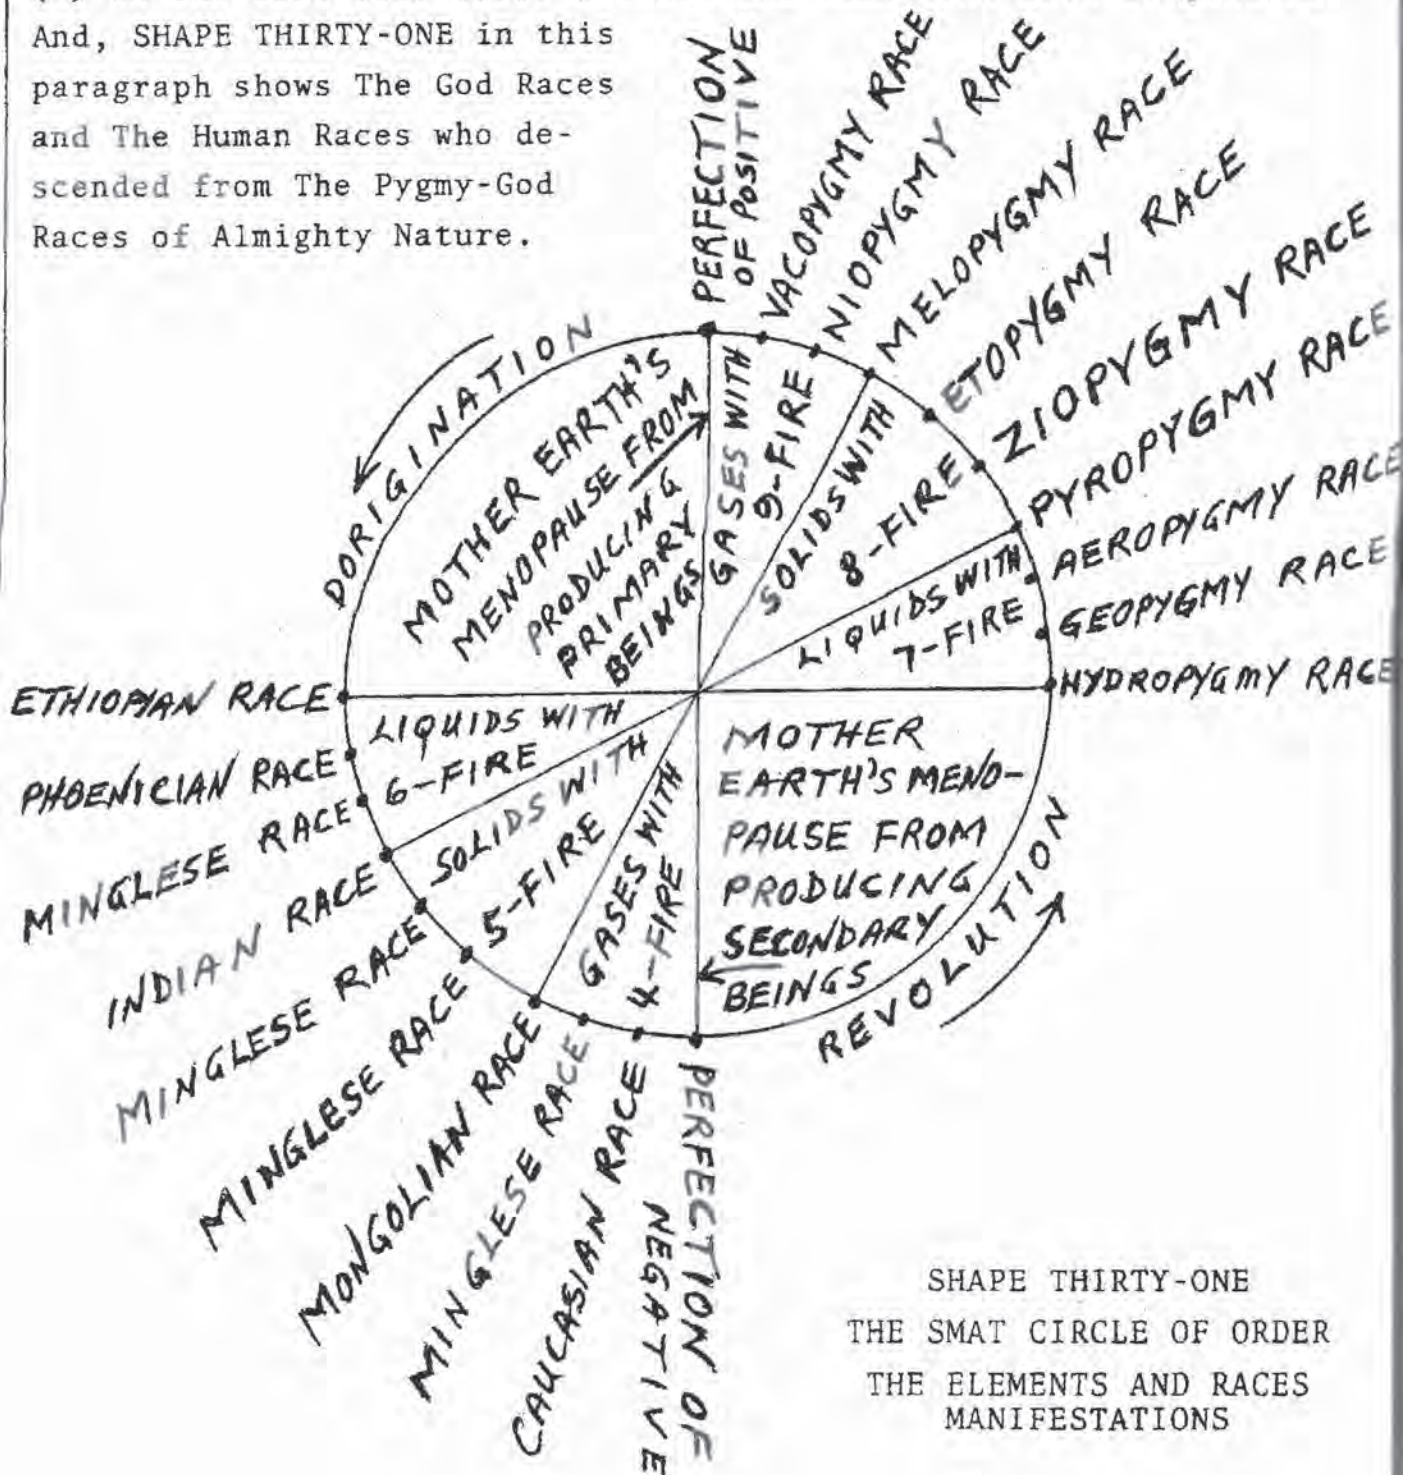 And, SHAPE THIRTY-ONE in this
paragraph shows The God Races
and The Human Races who de-
scended from The Pygmy-God
Races of Almighty Nature.
PERFECTION
OF POSITIVE
VACOPYGMY RACE
NIOPYGMY RACE
MELOPYGMY RACE
ETOPYGMY RACE
ZIOPYGMY RACE
PYROPYGMY RACE
AEROPYGMY RACE
GEOPYGMY RACE
HYDROPYGMY RACE
DORIGINATION
MOTHER EARTH'S
MENOPAUSE FROM
PRODUCING
PRIMARY
BEINGS
GASES WITH
9-FIRE
SOLIDS WITH
8-FIRE
LIQUIDS WITH
7-FIRE
ETHIOPIAN RACE
PHOENICIAN RACE
MINGLESE RACE
INDIAN RACE
MINGLESE RACE
MINGLESE RACE
MONGOLIAN RACE
MINGLESE RACE
CAUCASIAN RACE
PERFECTION OF
NEGATIVE
LIQUIDS WITH
6-FIRE
SOLIDS WITH
5-FIRE
GASES WITH
4-FIRE
MOTHER
EARTH'S MENO-
PAUSE FROM
PRODUCING
SECONDARY
BEINGS
REVOLUTION
SHAPE THIRTY-ONE
THE SMAT CIRCLE OF ORDER
THE ELEMENTS AND RACES
MANIFESTATIONS